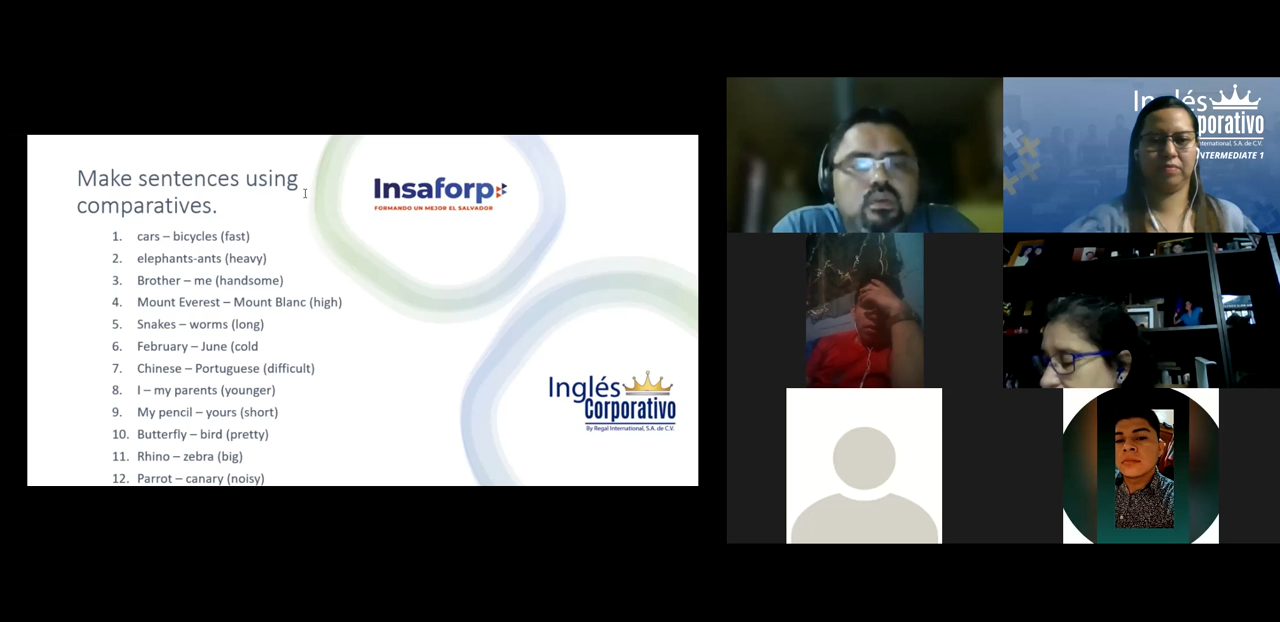 Make sentences using
comparatives.
1. cars – bicycles (fast)
2. elephants-ants (heavy)
3. Brother – me (handsome)
4. Mount Everest – Mount Blanc (high)
5. Snakes – worms (long)
6. February – June (cold
7. Chinese – Portuguese (difficult)
8. I – my parents (younger)
9. My pencil – yours (short)
10. Butterfly – bird (pretty)
11. Rhino – zebra (big)
12. Parrot – canary (noisy)
Insaforp
FORMANDO UN MEJOR EL SALVADOR
Inglés
Corporativo
By Regal International, S.A. de C.V.
NTERMEDIATE 1